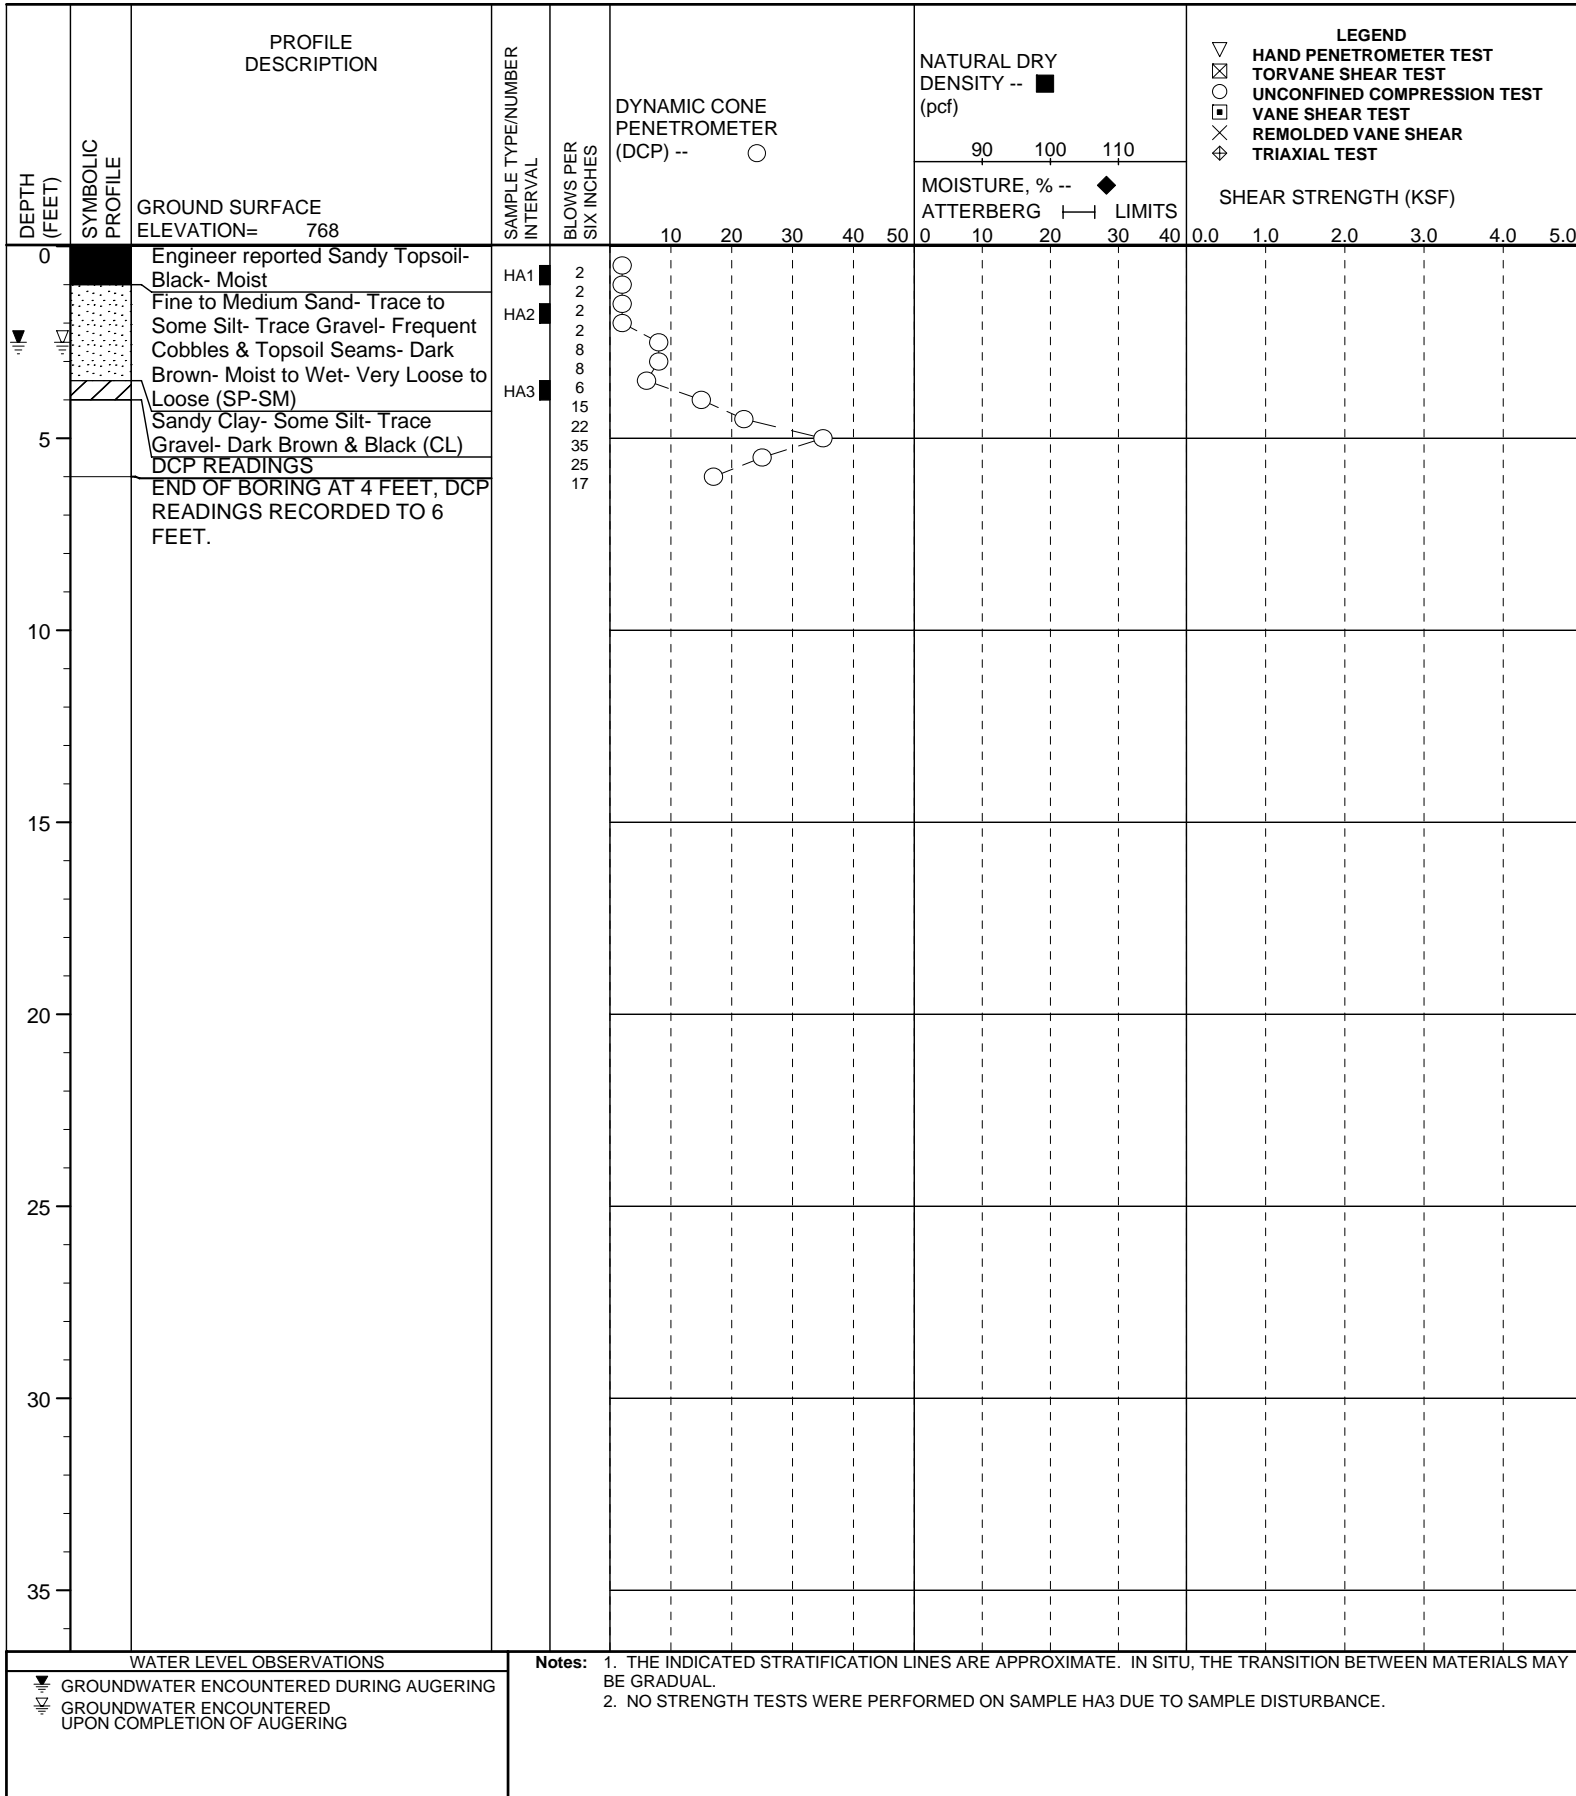 DEPTH
(FEET)
SYMBOLIC
PROFILE
PROFILE
DESCRIPTION
GROUND SURFACE
ELEVATION= 768
SAMPLE TYPE/NUMBER
INTERVAL
BLOWS PER
SIX INCHES
DYNAMIC CONE
PENETROMETER
(DCP) --
10 20 30 40 50
NATURAL DRY
DENSITY --
(pcf)
90 100 110
MOISTURE, % --
ATTERBERG LIMITS
0 10 20 30 40
LEGEND
HAND PENETROMETER TEST
TORVANE SHEAR TEST
UNCONFINED COMPRESSION TEST
VANE SHEAR TEST
REMOLDED VANE SHEAR
TRIAXIAL TEST
SHEAR STRENGTH (KSF)
0.0 1.0 2.0 3.0 4.0 5.0
0
5
10
15
20
25
30
35
Engineer reported Sandy Topsoil-
Black- Moist
Fine to Medium Sand- Trace to
Some Silt- Trace Gravel- Frequent
Cobbles & Topsoil Seams- Dark
Brown- Moist to Wet- Very Loose to
Loose (SP-SM)
Sandy Clay- Some Silt- Trace
Gravel- Dark Brown & Black (CL)
DCP READINGS
END OF BORING AT 4 FEET, DCP
READINGS RECORDED TO 6
FEET.
HA1
HA2
HA3
2
2
2
2
8
8
6
15
22
35
25
17
WATER LEVEL OBSERVATIONS
GROUNDWATER ENCOUNTERED DURING AUGERING
GROUNDWATER ENCOUNTERED
UPON COMPLETION OF AUGERING
Notes: 1. THE INDICATED STRATIFICATION LINES ARE APPROXIMATE. IN SITU, THE TRANSITION BETWEEN MATERIALS MAY
BE GRADUAL.
2. NO STRENGTH TESTS WERE PERFORMED ON SAMPLE HA3 DUE TO SAMPLE DISTURBANCE.